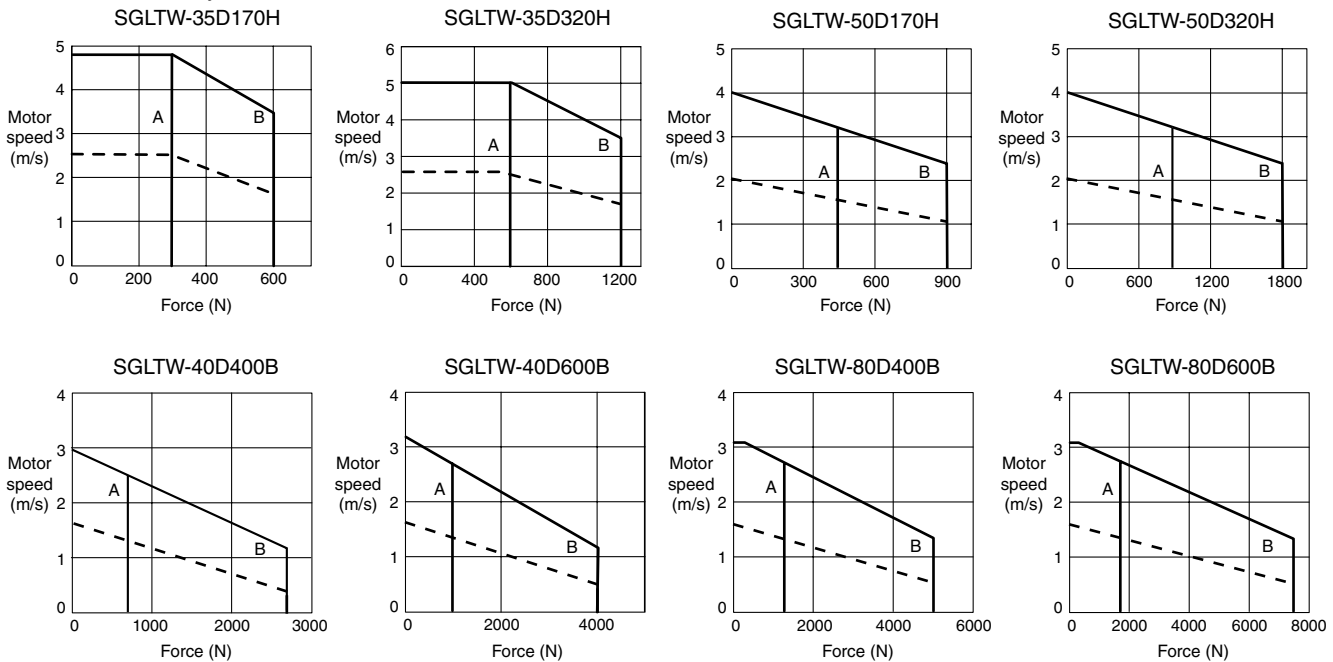 SGLTW-35D170H
5
4
3
2
1
0
Motor
speed
(m/s)
A
B
0 200 400 600
Force (N)
SGLTW-35D320H
6
5
4
3
2
1
0
Motor
speed
(m/s)
A
B
0 400 800 1200
Force (N)
SGLTW-50D170H
5
4
3
2
1
0
Motor
speed
(m/s)
A
B
0 300 600 900
Force (N)
SGLTW-50D320H
5
4
3
2
1
0
Motor
speed
(m/s)
A
B
0 600 1200 1800
Force (N)
SGLTW-40D400B
4
3
2
1
0
Motor
speed
(m/s)
A
B
0 1000 2000 3000
Force (N)
SGLTW-40D600B
4
3
2
1
0
Motor
speed
(m/s)
A
B
0 2000 4000
Force (N)
SGLTW-80D400B
4
3
2
1
0
Motor
speed
(m/s)
A
B
0 2000 4000 6000
Force (N)
SGLTW-80D600B
4
3
2
1
0
Motor
speed
(m/s)
A
B
0 2000 4000 6000 8000
Force (N)